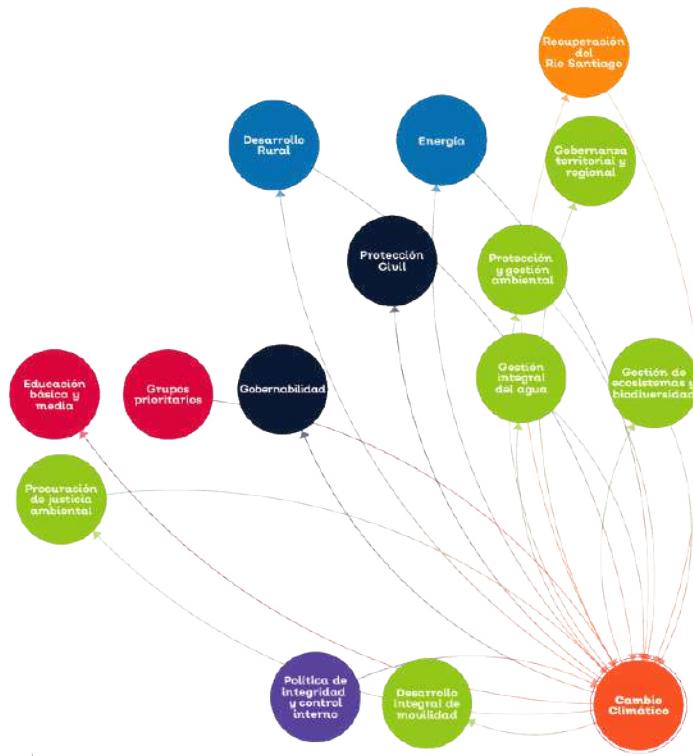 Recuperación
del
Río Santiago
Desarrollo
Rural
Energía
Gobernanza
territorial y
regional
Protección
Civil
Protección
y gestión
ambiental
Educación
básica y
media
Grupos
prioritarios
Gobernabilidad
Gestión
integral
del agua
Gestión de
ecosistemas y
biodiversidad
Procuración
de justicia
ambiental
Política de
integridad
y control
interno
Desarrollo
integral de
movilidad
Cambio
Climático